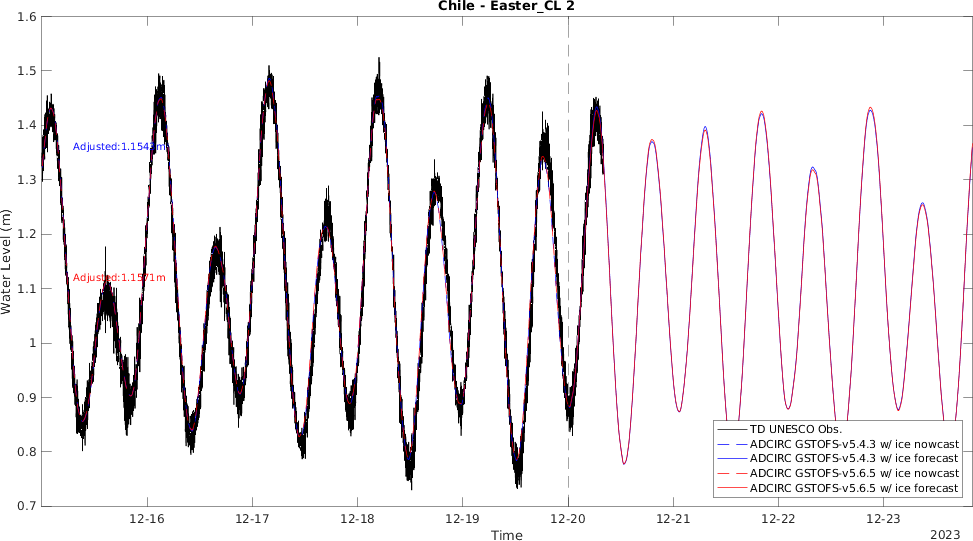 Chile - Easter_CL 2
1.6
1.5
1.4
1.3
1.2
1.1
1
0.9
0.8
0.7
Water Level (m)
Adjusted:1.1571m
TD UNESCO Obs.
ADCIRC GSTOFS-v5.4.3 w/ ice nowcast
ADCIRC GSTOFS-v5.4.3 w/ ice forecast
ADCIRC GSTOFS-v5.6.5 w/ ice nowcast
ADCIRC GSTOFS-v5.6.5 w/ ice forecast
12-16
12-17
12-18
12-19
12-20
12-21
12-22
12-23
Time
2023